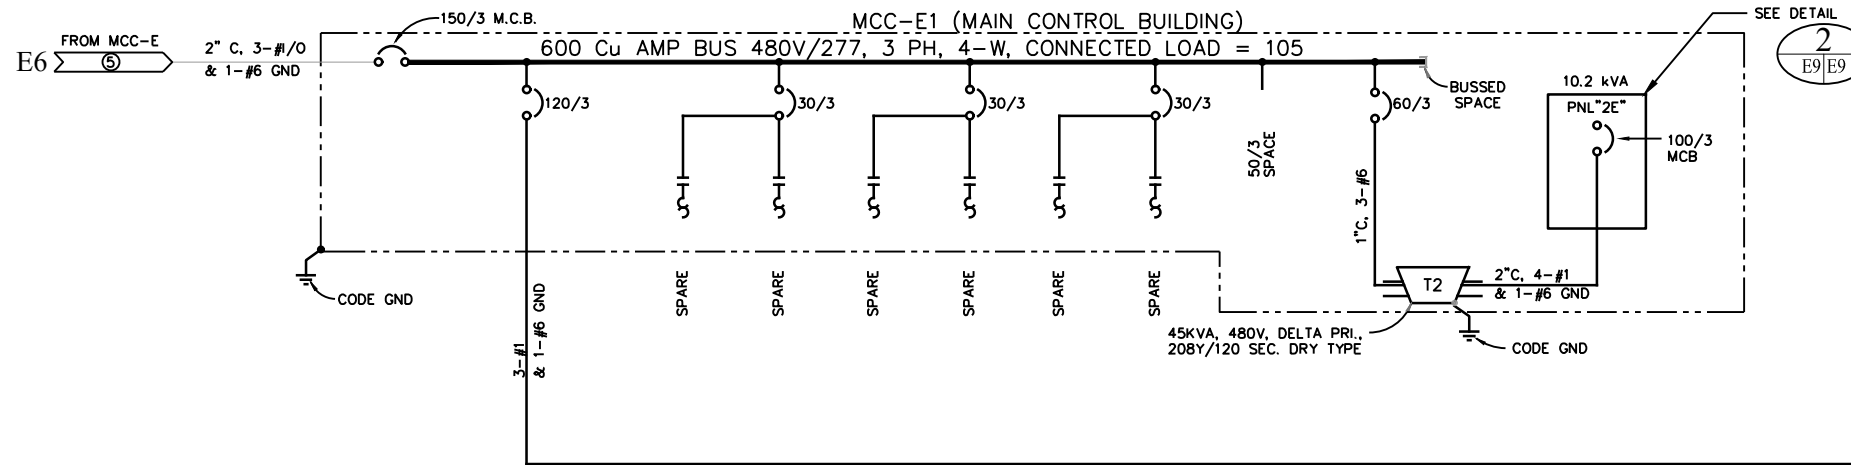 MCC-E1 (MAIN CONTROL BUILDING)
600 Cu AMP BUS 480V/277, 3 PH, 4-W, CONNECTED LOAD = 105
E6
FROM MCC-E
5
2" C, 3-#1/0
& 1-#6 GND
150/3 M.C.B.
120/3
30/3
30/3
30/3
50/3
SPACE
60/3
BUSSED
SPACE
SEE DETAIL
2
E9 E9
10.2 kVA
PNL"2E"
100/3
MCB
1"C, 3-#6
CODE GND
3-#1
& 1-#6 GND
SPARE
SPARE
SPARE
SPARE
SPARE
SPARE
T2
2"C, 4-#1
& 1-#6 GND
45KVA, 480V, DELTA PRI.,
208Y/120 SEC. DRY TYPE
CODE GND